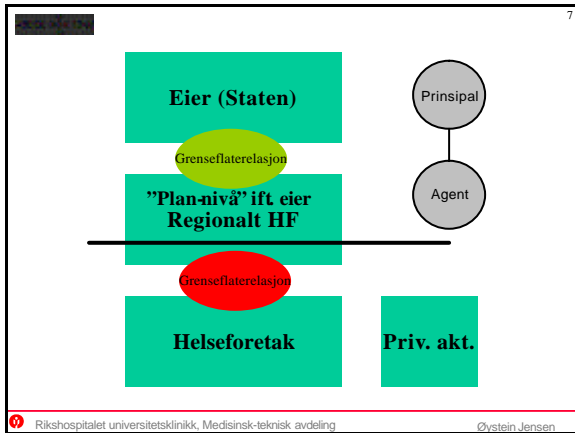 7
Eier (Staten)
Prinsipal
Grenseflaterelasjon
"Plan-nivå" ift. eier
Regionalt HF
Agent
Grenseflaterelasjon
Helseforetak
Priv. akt.
Rikshospitalet universitetsklinikk, Medisinsk-teknisk avdeling
Øystein Jensen